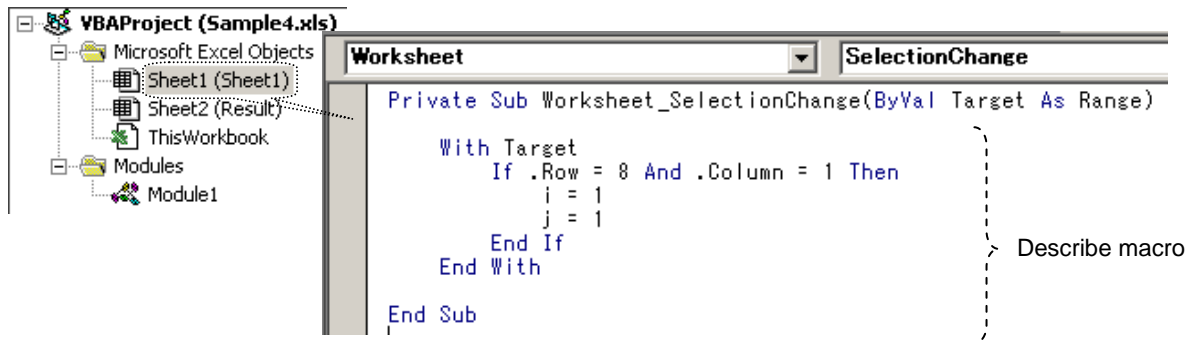 VBAProject (Sample4.xls)
Microsoft Excel Objects
Sheet1 (Sheet1)
Sheet2 (Result)
ThisWorkbook
Modules
Module1
Worksheet
SelectionChange
Private Sub Worksheet_SelectionChange(ByVal Target As Range)
With Target
If .Row = 8 And .Column = 1 Then
i = 1
j = 1
End If
End With
End Sub
Describe macro